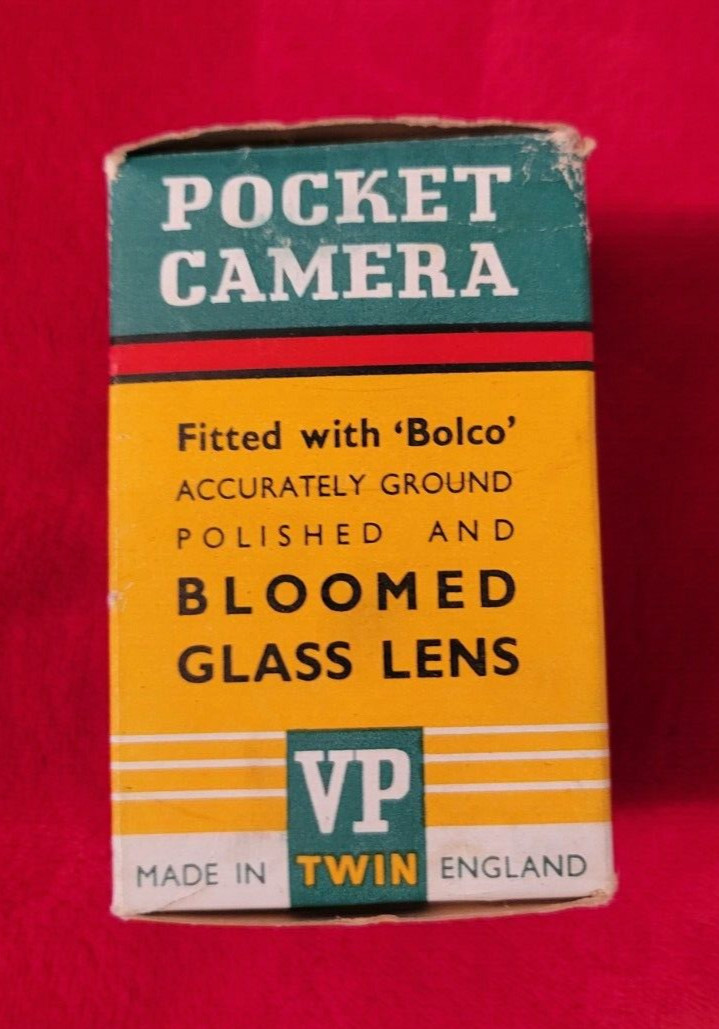 POCKET
CAMERA
Fitted with ‘Bolco’
ACCURATELY GROUND
POLISHED AND
BLOOMED
GLASS LENS
VP
MADE IN TWIN ENGLAND